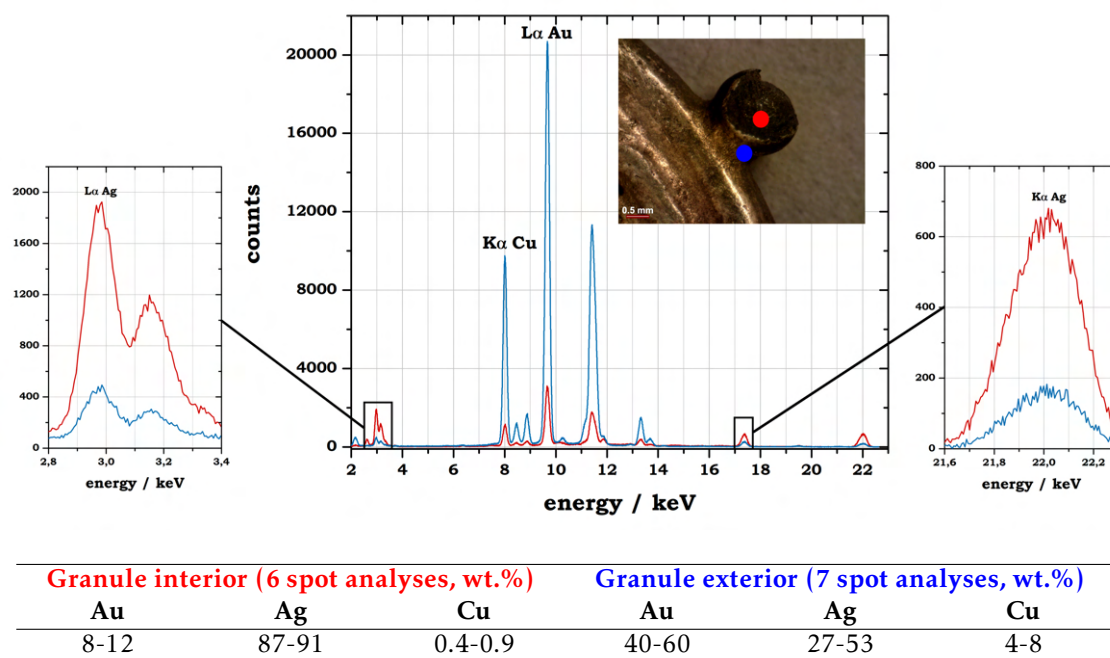 Lα Au
20000
16000
12000
8000
4000
0
counts
Kα Cu
0.5 mm
2 4 6 8 10 12 14 16 18 20 22
energy / keV
Lα Ag
2000
1600
1200
800
400
0
2,8 3,0 3,2 3,4
energy / keV
Kα Ag
800
600
400
200
0
21,6 21,8 22,0 22,2
energy / keV
Granule interior (6 spot analyses, wt.%) Granule exterior (7 spot analyses, wt.%)
Au Ag Cu Au Ag Cu
8-12 87-91 0.4-0.9 40-60 27-53 4-8